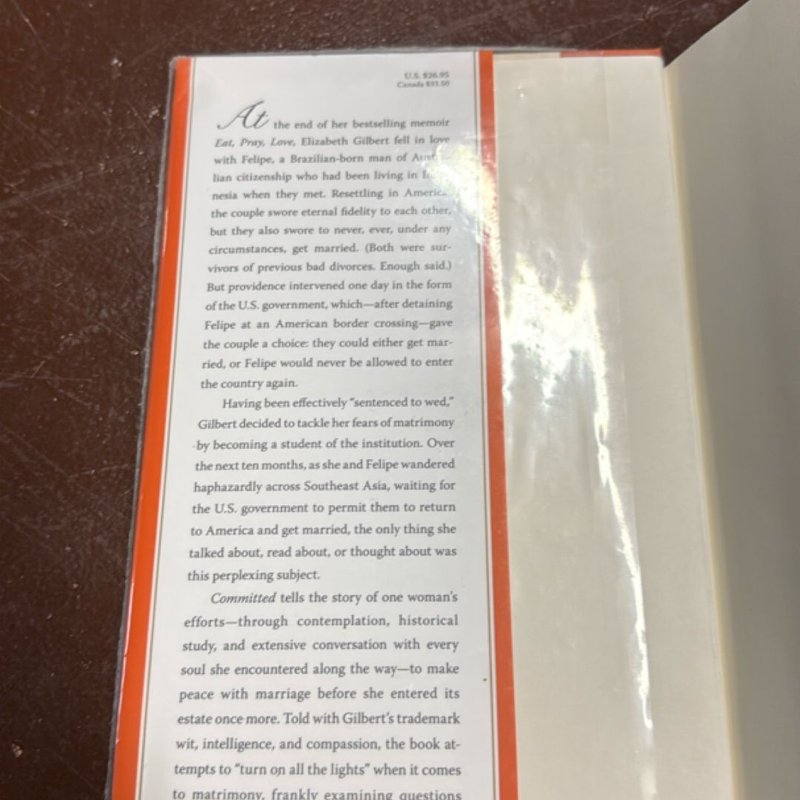 U.S. $26.95
Canada $33.50
At the end of her bestselling memoir
Eat, Pray, Love, Elizabeth Gilbert fell in love
with Felipe, a Brazilian-born man of
lian citizenship who had been living in
nesia when they met. Resettling in
the couple swore eternal fidelity to each other,
but they also swore to never, ever, under any
circumstances, get married. (Both were sur-
vivors of previous bad divorces. Enough said.)
But providence intervened one day in the form
of the U.S. government, which—after detaining
Felipe at an American border crossing—gave
the couple a choice: they could either get mar-
ried, or Felipe would never be allowed to enter
the country again.
Having been effectively "sentenced to wed,"
Gilbert decided to tackle her fears of matrimony
by becoming a student of the institution. Over
the next ten months, as she and Felipe wandered
haphazardly across Southeast Asia, waiting for
the U.S. government to permit them to return
to America and get married, the only thing she
talked about, read about, or thought about was
this perplexing subject.
Committed tells the story of one woman's
efforts—through contemplation, historical
study, and extensive conversation with every
soul she encountered along the way—to make
peace with marriage before she entered its
estate once more. Told with Gilbert's trademark
wit, intelligence, and compassion, the book at-
tempts to "turn on all the lights" when it comes
to matrimony, frankly examining questions